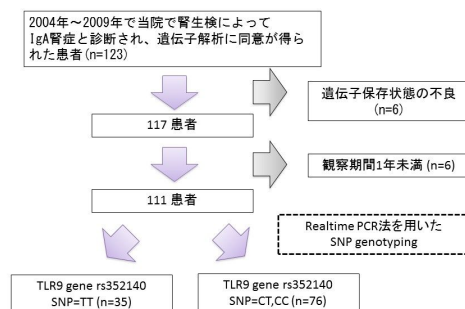 2004年～2009年で当院で腎生検によって
IgA腎症と診断され、遺伝子解析に同意が得ら
れた患者(n=123)
遺伝子保存状態の不良
(n=6)
117 患者
観察期間1年未満 (n=6)
111 患者
Realtime PCR法を用いた
SNP genotyping
TLR9 gene rs352140
SNP=TT (n=35)
TLR9 gene rs352140
SNP=CT,CC (n=76)